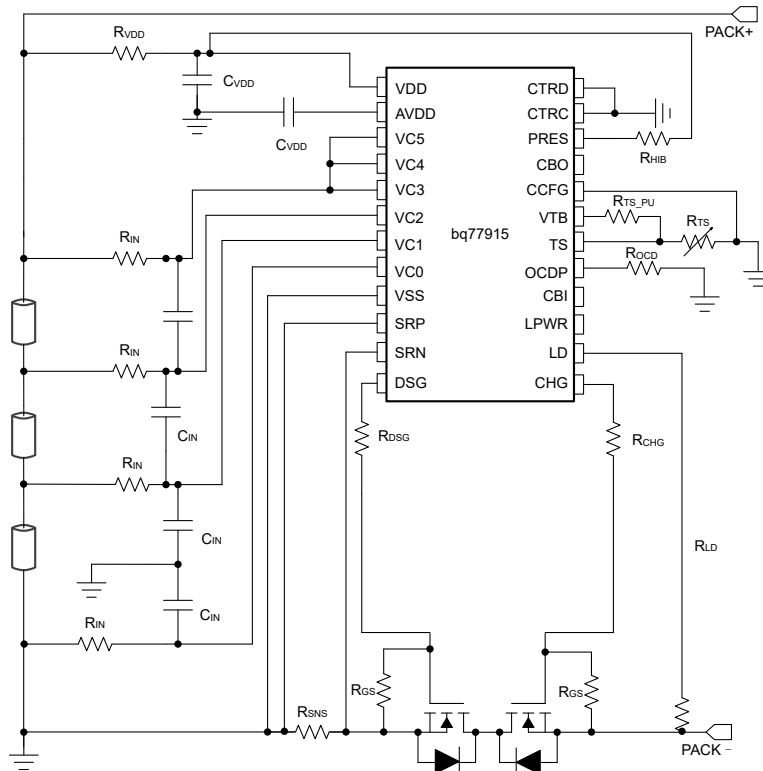 PACK+
RVDD
CVDD
CVDD
VDD
AVDD
VC5
VC4
VC3
VC2
VC1
VC0
VSS
SRP
SRN
DSG
bq77915
CTRD
CTRC
PRES
CBO
CCFG
VTB
TS
OCDP
CBI
LPWR
LD
CHG
RHIB
RTS_PU
RTS
ROCD
RIN
RIN
CIN
RIN
CIN
CIN
RIN
RDSG
RCHG
RLD
RGS
RGS
RSNS
PACK –